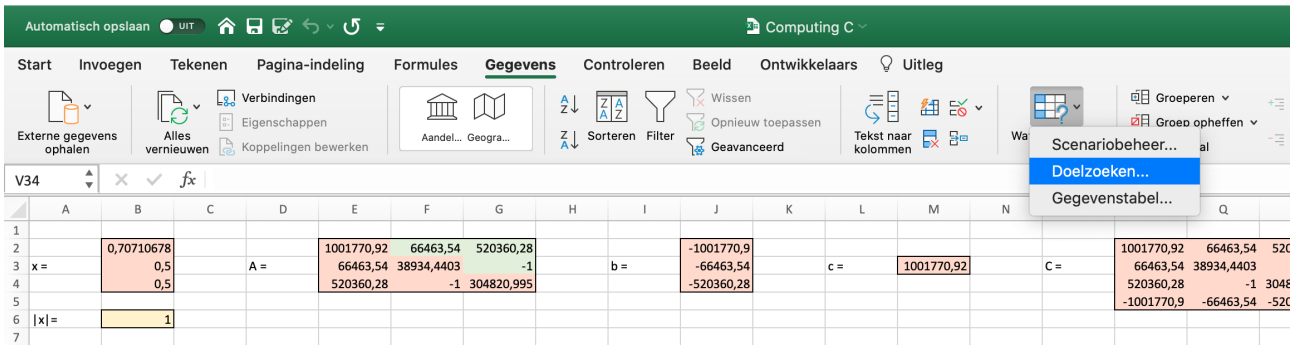 Automatisch opslaan UIT Computing C
Start Invoegen Tekenen Pagina-indeling Formules Gegevens Controleren Beeld Ontwikkelaars Uitleg
Externe gegevens ophalen
Alles vernieuwen
Verbindingen
Eigenschappen
Koppelingen bewerken
Aandel... Geogra...
Sorteren Filter
Wissen
Opnieuw toepassen
Geavanceerd
Tekst naar kolommen
Groeperen
Groep opheffen
Scenariobeheer...
Doelzoeken...
Gegevenstabel...
V34 fx
A B C D E F G H I J K L M N Q
1
2 0,70710678 1001770,92 66463,54 520360,28 -1001770,9 1001770,92 66463,54
3 x = 0,5 A = 66463,54 38934,4403 -1 b = -66463,54 c = 1001770,92 C = 66463,54 38934,4403
4 0,5 520360,28 -1 304820,995 -520360,28 520360,28 -1
5 -1001770,9 -66463,54
6 |x|= 1
7